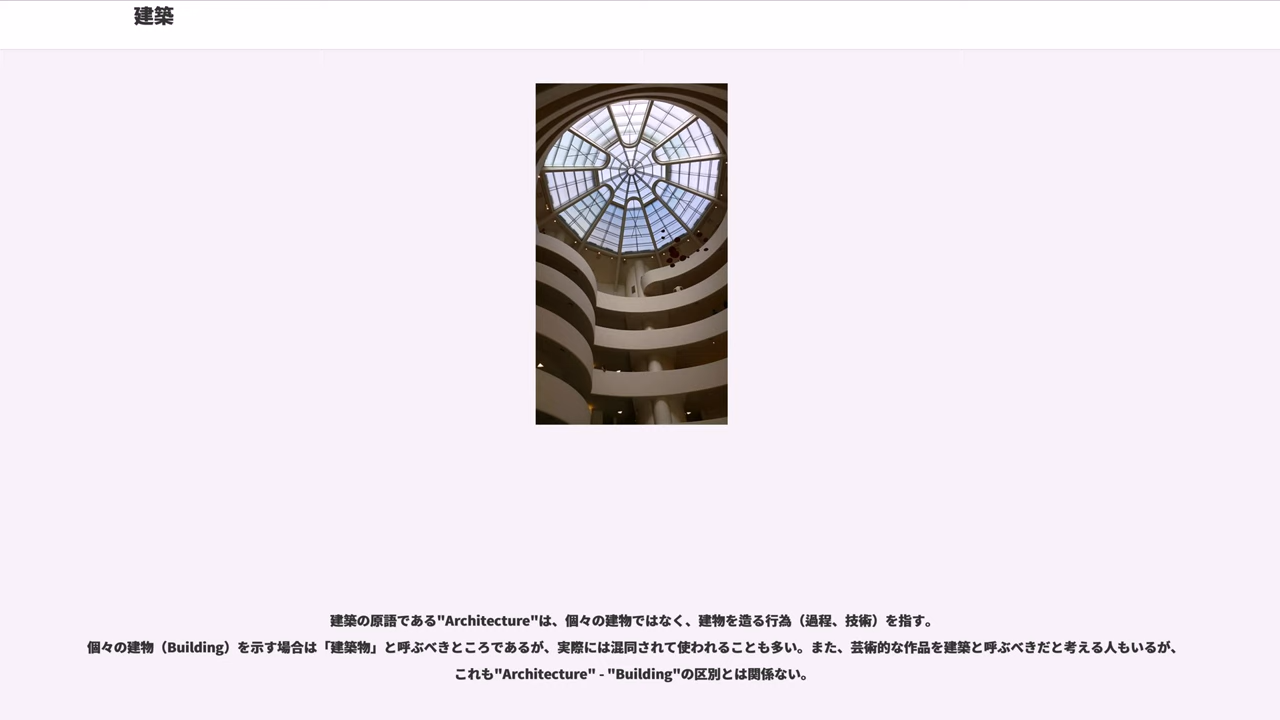 建築
建築の原語である"Architecture"は、個々の建物ではなく、建物を造る行為（過程、技術）を指す。
個々の建物（Building）を示す場合は「建築物」と呼ぶべきところであるが、実際には混同されて使われることも多い。また、芸術的な作品を建築と呼ぶべきだと考える人もいるが、
これも"Architecture" - "Building"の区別とは関係ない。